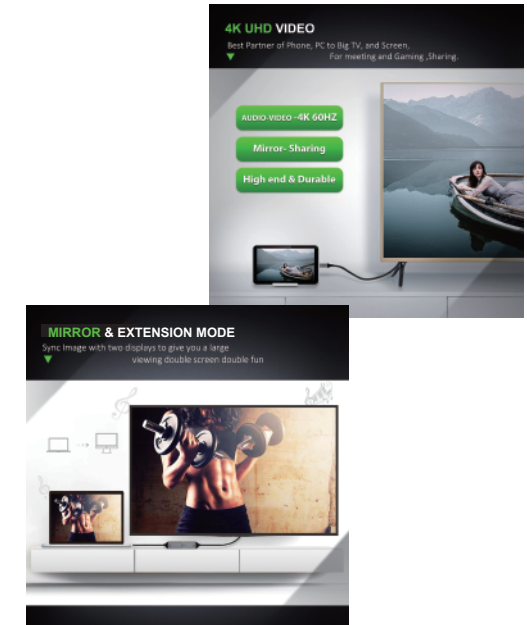 4K UHD VIDEO
Best Partner of Phone, PC to Big TV, and Screen,
For meeting and Gaming ,Sharing.
AUDIO-VIDEO -4K 60HZ
Mirror- Sharing
High end & Durable
MIRROR & EXTENSION MODE
Sync Image with two displays to give you a large
viewing double screen double fun